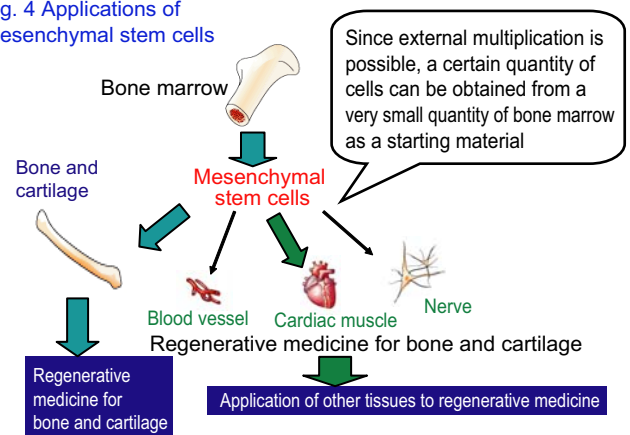 g. 4 Applications of
esenchymal stem cells
Since external multiplication is
possible, a certain quantity of
cells can be obtained from a
very small quantity of bone marrow
as a starting material
Bone marrow
Mesenchymal
stem cells
Bone and
cartilage
Blood vessel
Cardiac muscle
Nerve
Regenerative medicine for bone and cartilage
Regenerative
medicine for
bone and cartilage
Application of other tissues to regenerative medicine